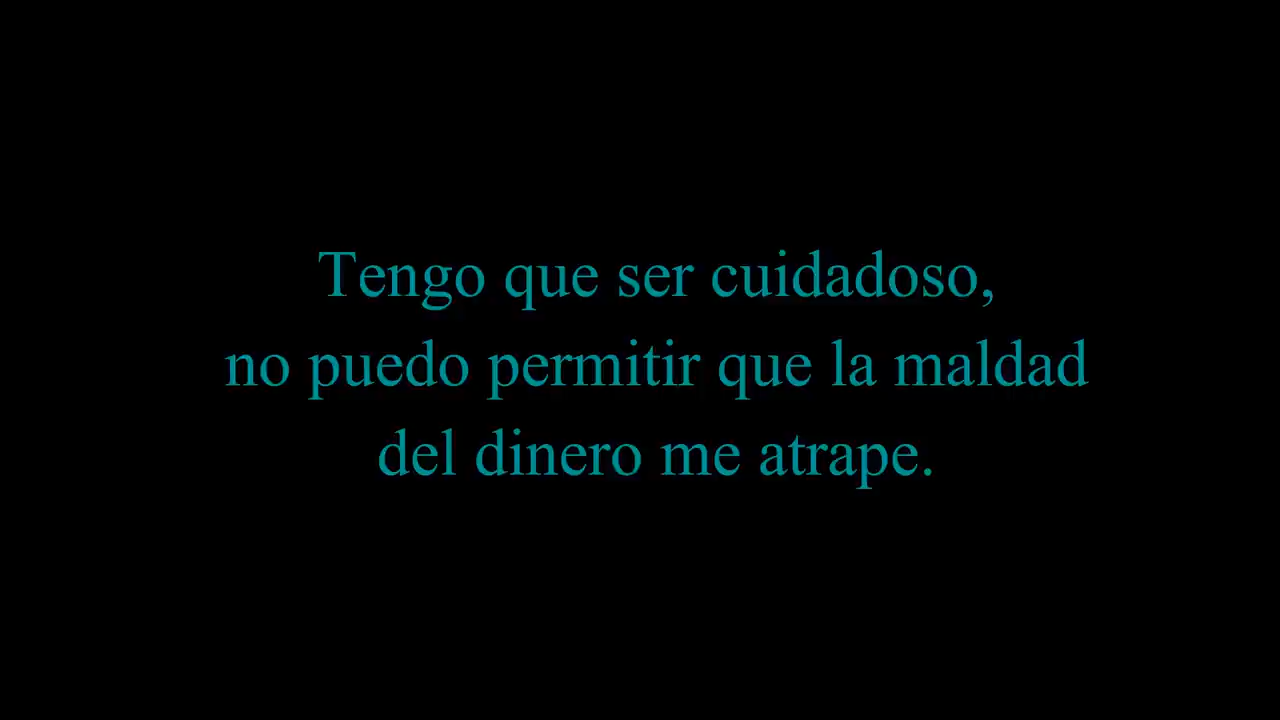 Tengo que ser cuidadoso,
no puedo permitir que la maldad
del dinero me atrape.